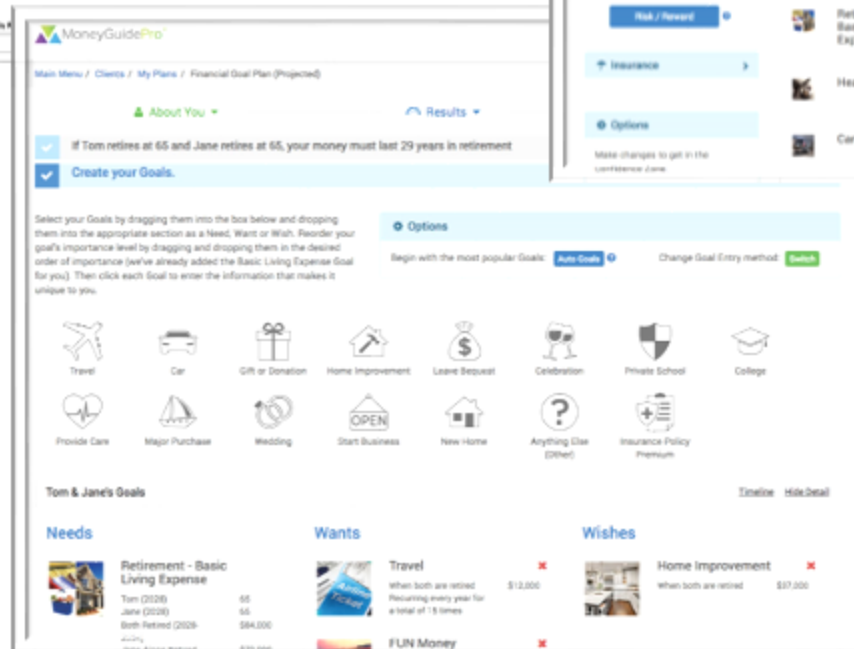 MoneyGuidePro
Main Menu / Clients / My Plans / Financial Goal Plan (Projected)
About You
Results
If Tom retires at 65 and Jane retires at 65, your money must last 29 years in retirement
Create your Goals.
Risk / Reward
Insurance
Options
Make changes to get in the
confidence zone.
Select your Goals by dragging them into the box below and dropping
them into the appropriate section as a Need, Want or Wish. Reorder your
goal's importance level by dragging and dropping them in the desired
order of importance (we've already added the Basic Living Expense Goal
for you). Then click each Goal to enter the information that makes it
unique to you.
Options
Begin with the most popular Goals: Auto Goals
Change Goal Entry method: Switch
Travel
Car
Gift or Donation
Home Improvement
Leave Bequest
Celebration
Private School
College
OPEN
Provide Care
Major Purchase
Wedding
Start Business
New Home
Anything Else
(Other)
Insurance Policy
Premium
Tom & Jane's Goals
Timeline Hide Detail
Needs
Retirement - Basic
Living Expense
Tom (2028) 65
Jane (2028)
Both Retired (2028- $84,000
Wants
Airline
Ticket
Travel
When both are retired $12,000
Recurring every year for
a total of 15 times
FUN Money
Wishes
Home Improvement
When both are retired $37,000